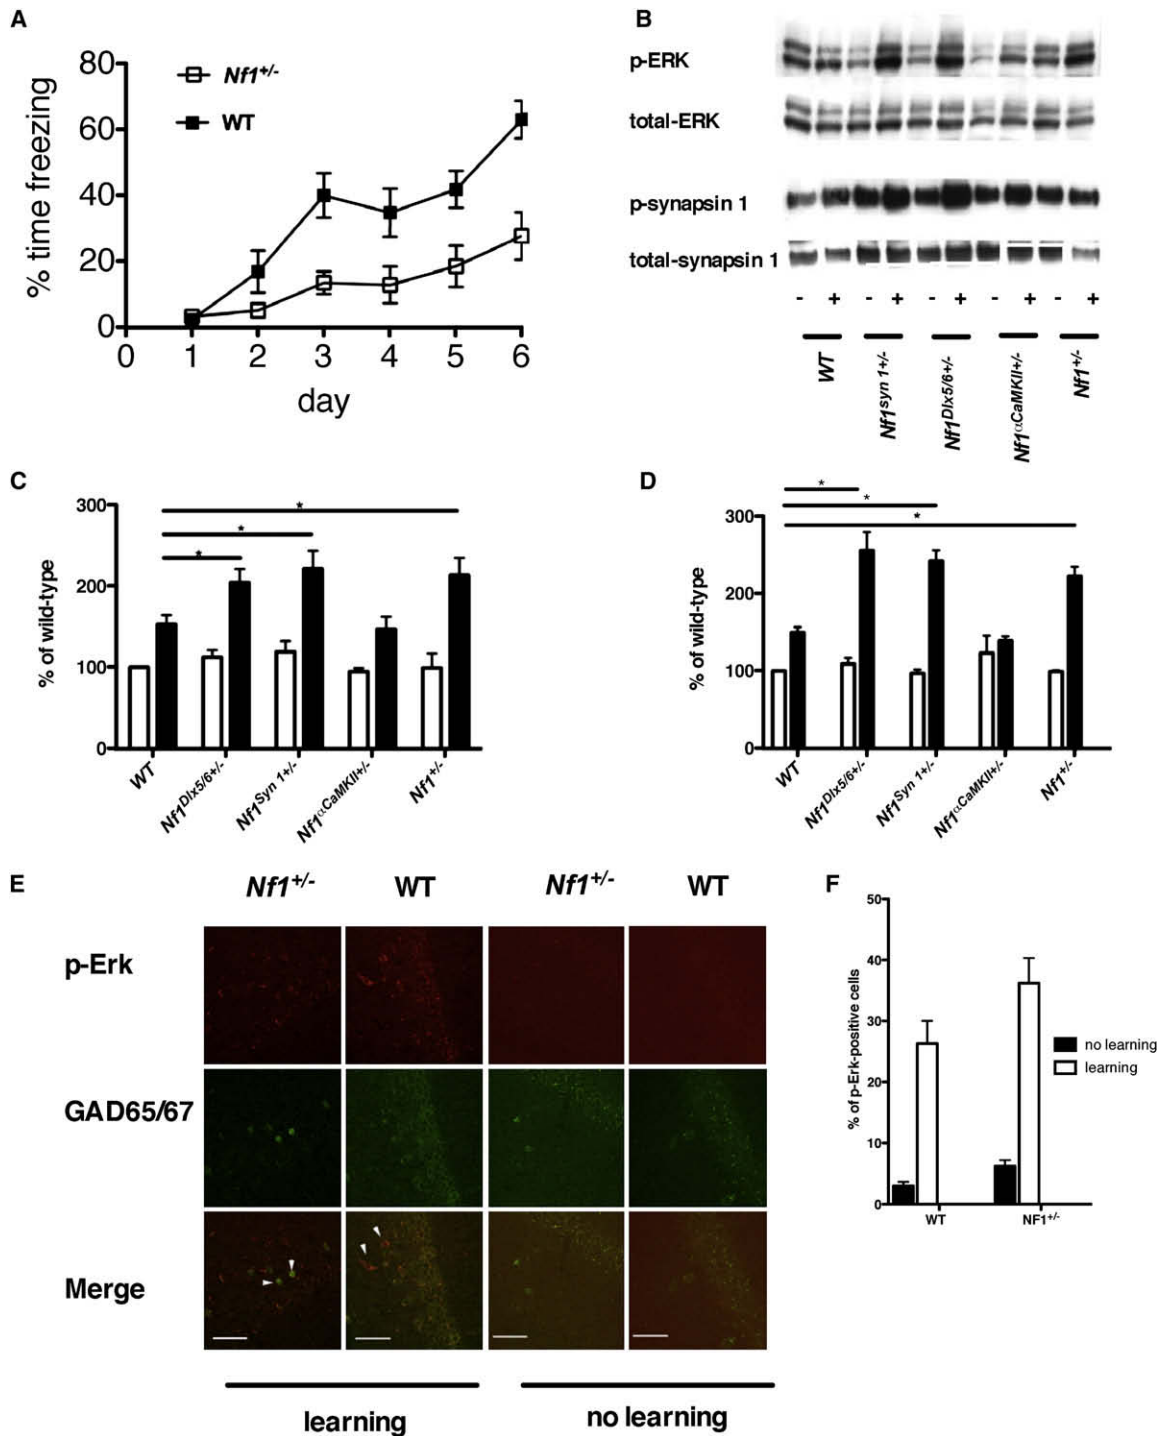 A
80
60
40
20
0
% time freezing
Nf1+/-
WT
0 1 2 3 4 5 6
day
B
p-ERK
total-ERK
p-synapsin 1
total-synapsin 1
- + - + - + - + - +
WT
Nf1syn 1+/-
Nf1Dlx5/6+/-
Nf1αCaMKII+/-
Nf1+/-
C
300
200
100
0
% of wild-type
*
*
*
WT
Nf1Dlx5/6+/-
Nf1Syn 1+/-
Nf1αCaMKII+/-
Nf1+/-
D
300
200
100
0
% of wild-type
*
*
*
WT
Nf1Dlx5/6+/-
Nf1Syn 1+/-
Nf1αCaMKII+/-
Nf1+/-
E
Nf1+/- WT Nf1+/- WT
p-Erk
GAD65/67
Merge
learning no learning
F
50
40
30
20
10
0
% of p-Erk-positive cells
no learning
learning
WT NF1+/-